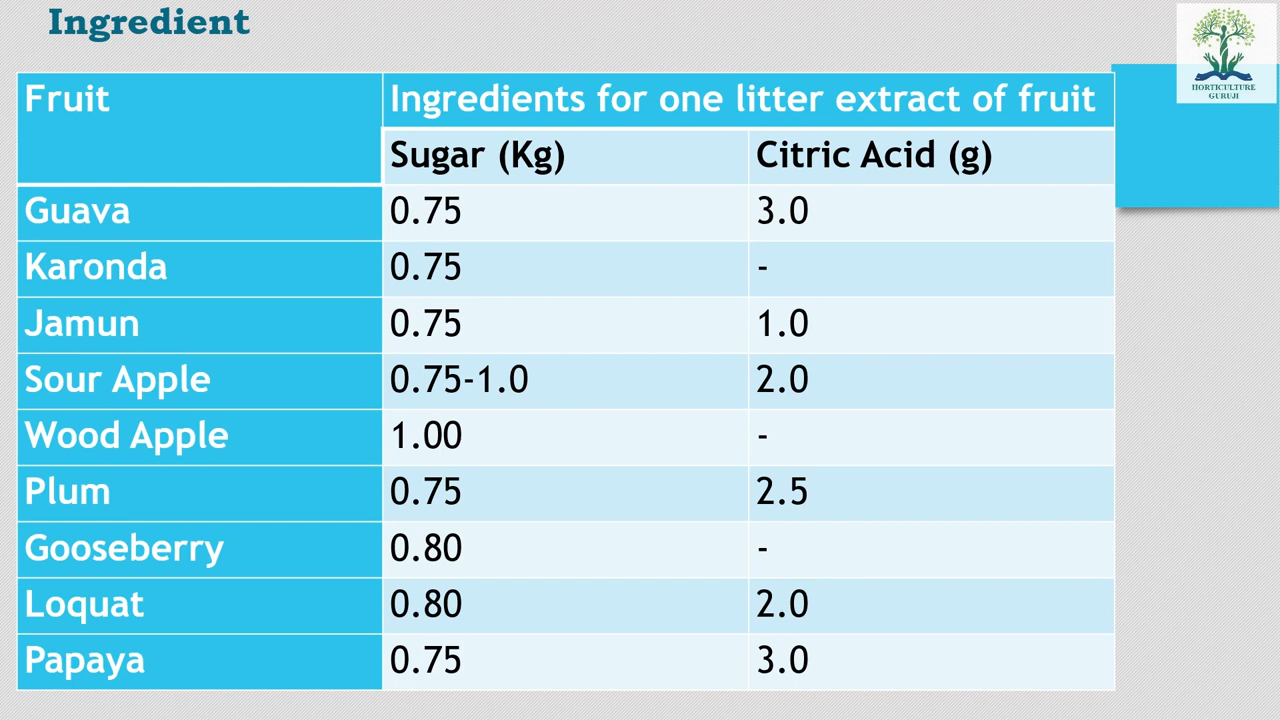 Ingredient
HORTICULTURE
GURUJI
Fruit Ingredients for one litter extract of fruit
Sugar (Kg) Citric Acid (g)
Guava 0.75 3.0
Karonda 0.75 -
Jamun 0.75 1.0
Sour Apple 0.75-1.0 2.0
Wood Apple 1.00 -
Plum 0.75 2.5
Gooseberry 0.80 -
Loquat 0.80 2.0
Papaya 0.75 3.0